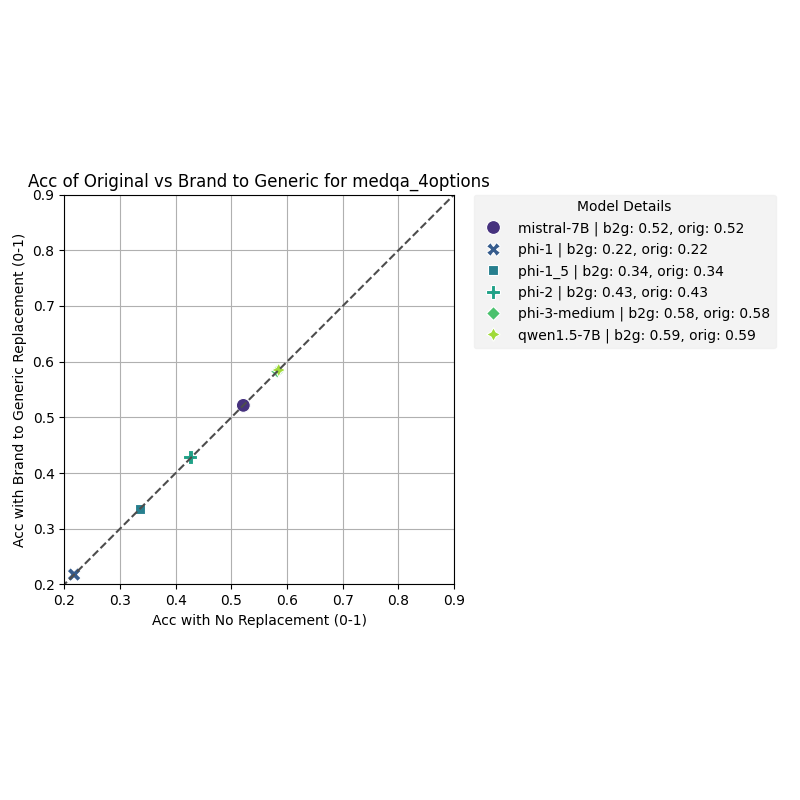 Acc of Original vs Brand to Generic for medqa_4options
Acc with Brand to Generic Replacement (0-1)
0.9
0.8
0.7
0.6
0.5
0.4
0.3
0.2
0.2 0.3 0.4 0.5 0.6 0.7 0.8 0.9
Acc with No Replacement (0-1)
Model Details
mistral-7B | b2g: 0.52, orig: 0.52
phi-1 | b2g: 0.22, orig: 0.22
phi-1_5 | b2g: 0.34, orig: 0.34
phi-2 | b2g: 0.43, orig: 0.43
phi-3-medium | b2g: 0.58, orig: 0.58
qwen1.5-7B | b2g: 0.59, orig: 0.59